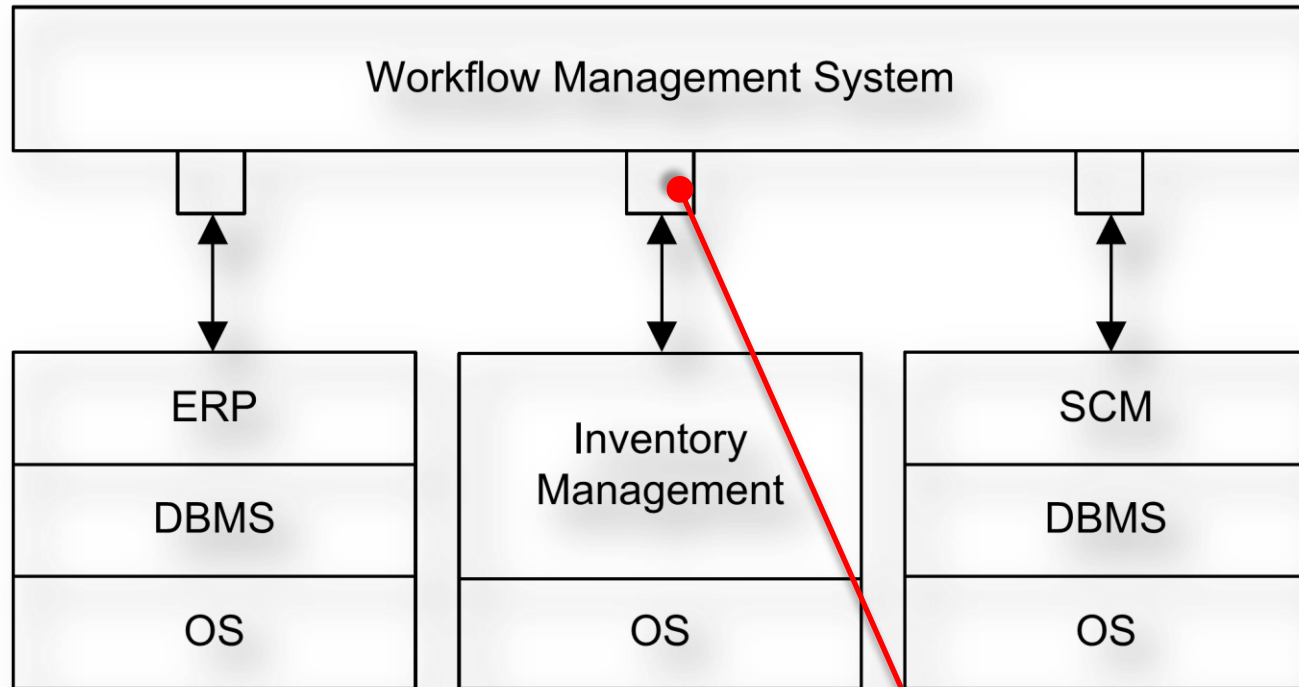 Workflow Management System
ERP
DBMS
OS
Inventory
Management
OS
SCM
DBMS
OS